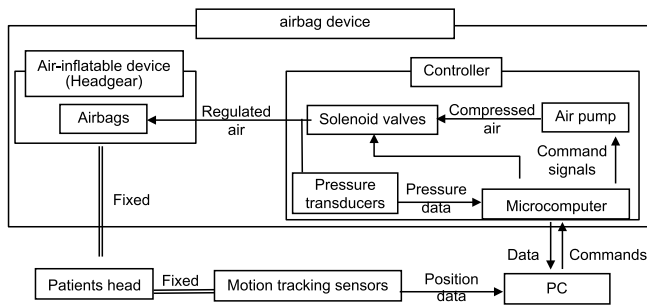 airbag device
Air-inflatable device
(Headgear)
Controller
Airbags
Regulated
air
Solenoid valves
Compressed
air
Air pump
Command
signals
Pressure
transducers
Pressure
data
Microcomputer
Fixed
Data
Commands
Patients head
Fixed
Motion tracking sensors
Position
data
PC